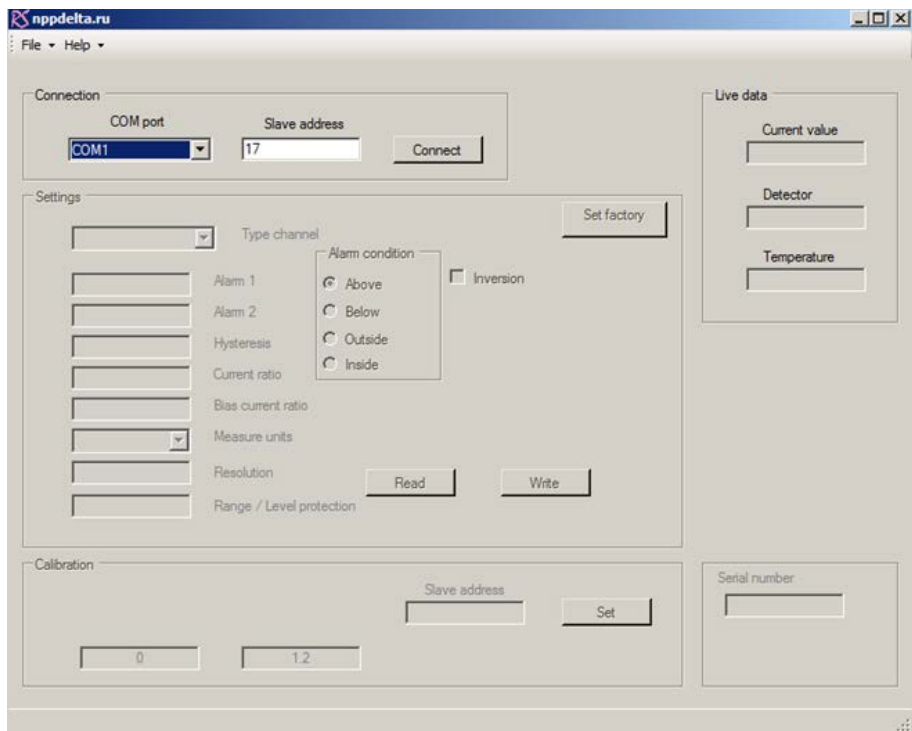 nppdelta.ru
File Help
Connection
COM port
Slave address
COM1
17
Connect
Live data
Current value
Detector
Temperature
Settings
Set factory
Type channel
Alarm condition
Above
Below
Outside
Inside
Inversion
Alarm 1
Alarm 2
Hysteresis
Current ratio
Bias current ratio
Measure units
Resolution
Range / Level protection
Read
Write
Calibration
Slave address
Set
0
1.2
Serial number